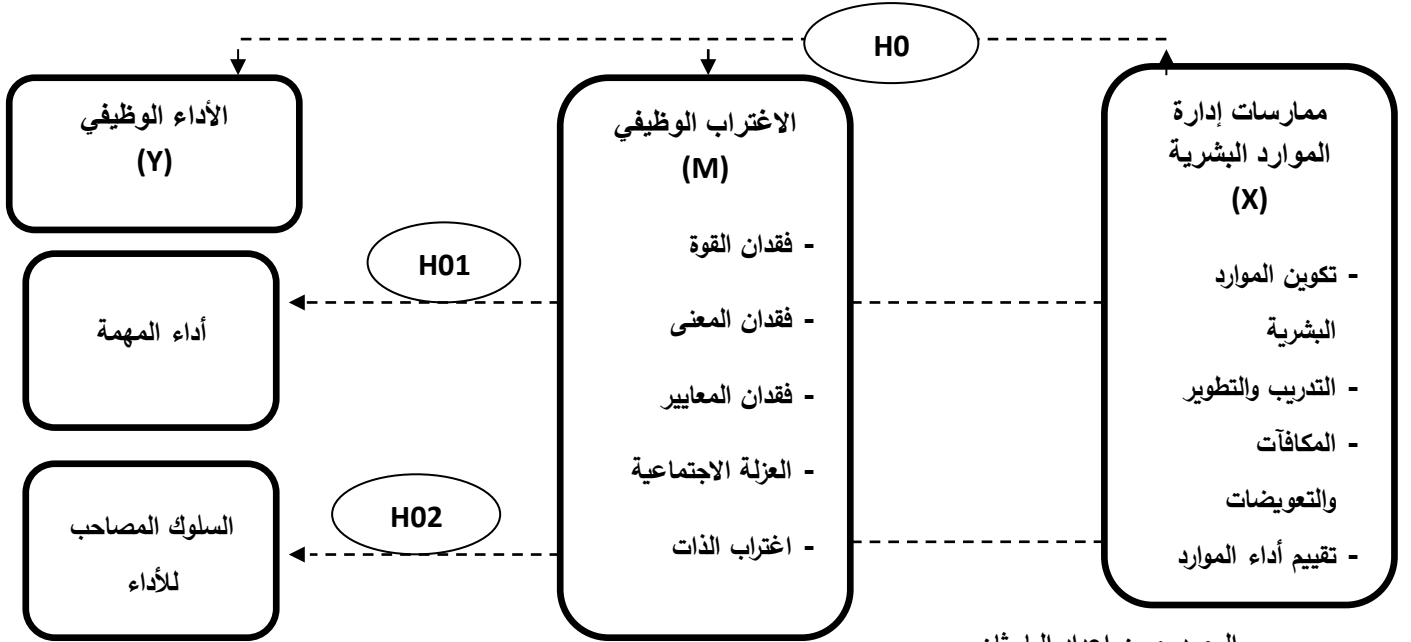 H0
ممارسات إدارة
الموارد البشرية
(X)
- تكوين الموارد
البشرية
- التدريب والتطوير
- المكافآت
والتعويضات
- تقييم أداء الموارد
الاغتراب الوظيفي
(M)
- فقدان القوة
- فقدان المعنى
- فقدان المعايير
- العزلة الاجتماعية
- اغتراب الذات
الأداء الوظيفي
(Y)
H01
أداء المهمة
H02
السلوك المصاحب
للأداء